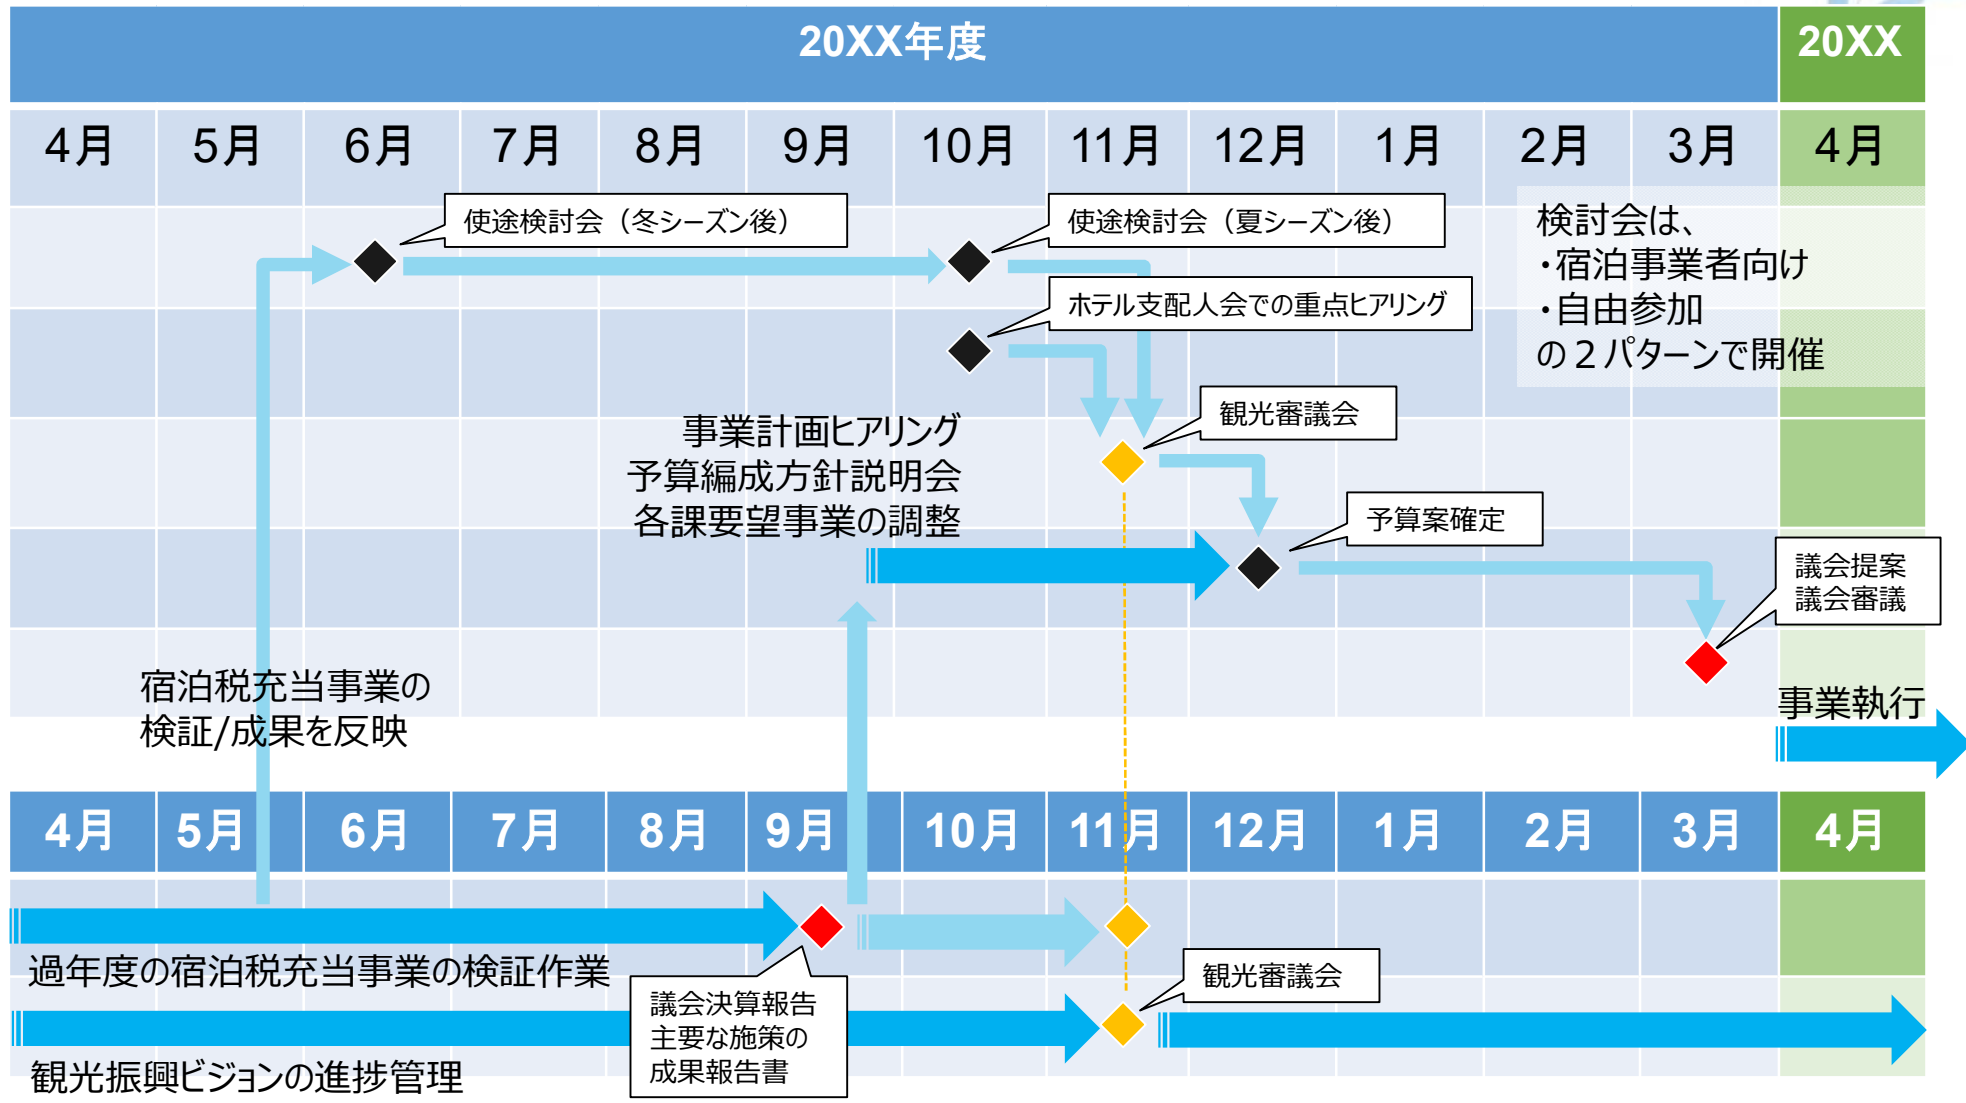 20XX年度
20XX
4月
5月
6月
7月
8月
9月
10月
11月
12月
1月
2月
3月
4月
使途検討会（冬シーズン後）
使途検討会（夏シーズン後）
ホテル支配人会での重点ヒアリング
検討会は、
・宿泊事業者向け
・自由参加
の２パターンで開催
観光審議会
事業計画ヒアリング
予算編成方針説明会
各課要望事業の調整
予算案確定
議会提案
議会審議
宿泊税充当事業の
検証/成果を反映
事業執行
4月
5月
6月
7月
8月
9月
10月
11月
12月
1月
2月
3月
4月
過年度の宿泊税充当事業の検証作業
観光審議会
議会決算報告
主要な施策の
成果報告書
観光振興ビジョンの進捗管理